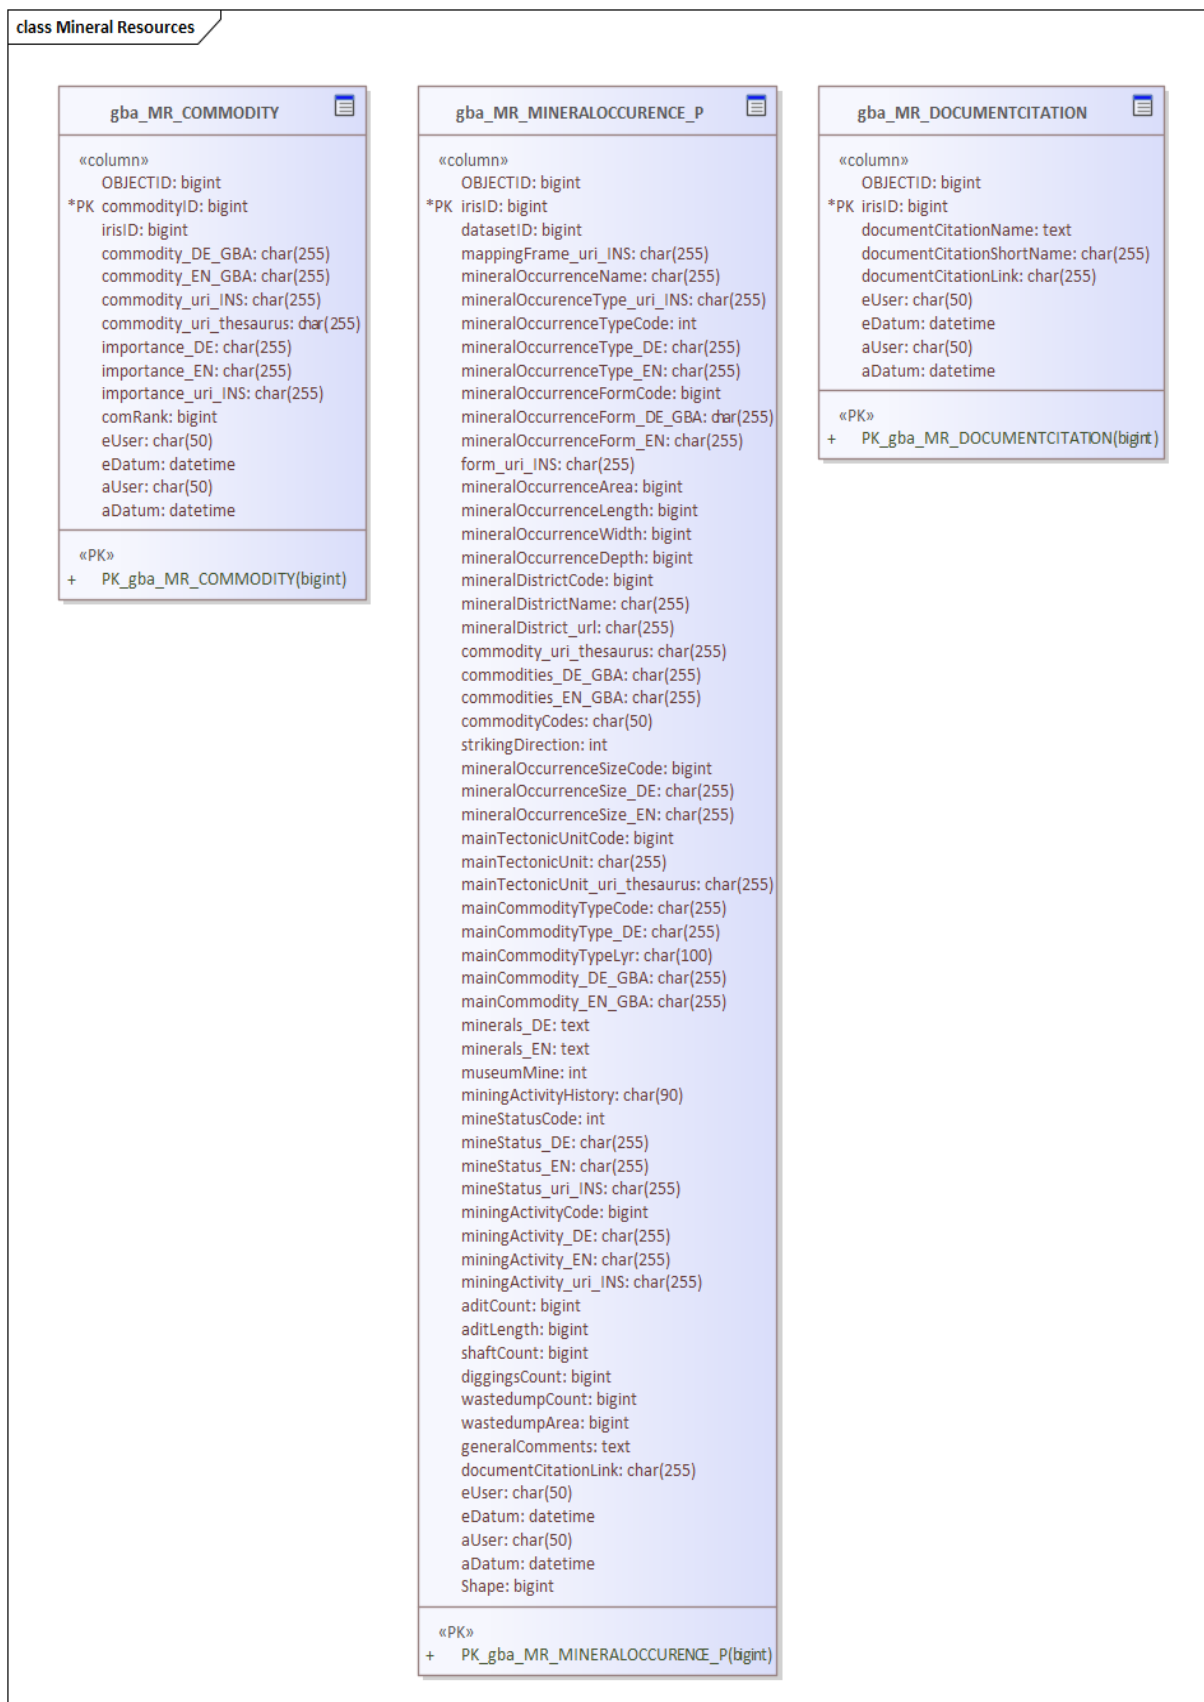 class Mineral Resources
gba_MR_COMMODITY
«column»
OBJECTID: bigint
*PK commodityID: bigint
irisID: bigint
commodity_DE_GBA: char(255)
commodity_EN_GBA: char(255)
commodity_uri_INS: char(255)
commodity_uri_thesaurus: char(255)
importance_DE: char(255)
importance_EN: char(255)
importance_uri_INS: char(255)
comRank: bigint
eUser: char(50)
eDatum: datetime
aUser: char(50)
aDatum: datetime
«PK»
+ PK_gba_MR_COMMODITY(bigint)
gba_MR_MINERALOCCURENCE_P
«column»
OBJECTID: bigint
*PK irisID: bigint
datasetID: bigint
mappingFrame_uri_INS: char(255)
mineralOccurrenceName: char(255)
mineralOccurenceType_uri_INS: char(255)
mineralOccurrenceTypeCode: int
mineralOccurrenceType_DE: char(255)
mineralOccurrenceType_EN: char(255)
mineralOccurrenceFormCode: bigint
mineralOccurrenceForm_DE_GBA: char(255)
mineralOccurrenceForm_EN: char(255)
form_uri_INS: char(255)
mineralOccurrenceArea: bigint
mineralOccurrenceLength: bigint
mineralOccurrenceWidth: bigint
mineralOccurrenceDepth: bigint
mineralDistrictCode: bigint
mineralDistrictName: char(255)
mineralDistrict_url: char(255)
commodity_uri_thesaurus: char(255)
commodities_DE_GBA: char(255)
commodities_EN_GBA: char(255)
commodityCodes: char(50)
strikingDirection: int
mineralOccurrenceSizeCode: bigint
mineralOccurrenceSize_DE: char(255)
mineralOccurrenceSize_EN: char(255)
mainTectonicUnitCode: bigint
mainTectonicUnit: char(255)
mainTectonicUnit_uri_thesaurus: char(255)
mainCommodityTypeCode: char(255)
mainCommodityType_DE: char(255)
mainCommodityTypeLyr: char(100)
mainCommodity_DE_GBA: char(255)
mainCommodity_EN_GBA: char(255)
minerals_DE: text
minerals_EN: text
museumMine: int
miningActivityHistory: char(90)
mineStatusCode: int
mineStatus_DE: char(255)
mineStatus_EN: char(255)
mineStatus_uri_INS: char(255)
miningActivityCode: bigint
miningActivity_DE: char(255)
miningActivity_EN: char(255)
miningActivity_uri_INS: char(255)
aditCount: bigint
aditLength: bigint
shaftCount: bigint
diggingsCount: bigint
wastedumpCount: bigint
wastedumpArea: bigint
generalComments: text
documentCitationLink: char(255)
eUser: char(50)
eDatum: datetime
aUser: char(50)
aDatum: datetime
Shape: bigint
«PK»
+ PK_gba_MR_MINERALOCCURENCE_P(bigint)
gba_MR_DOCUMENTCITATION
«column»
OBJECTID: bigint
*PK irisID: bigint
documentCitationName: text
documentCitationShortName: char(255)
documentCitationLink: char(255)
eUser: char(50)
eDatum: datetime
aUser: char(50)
aDatum: datetime
«PK»
+ PK_gba_MR_DOCUMENTCITATION(bigint)